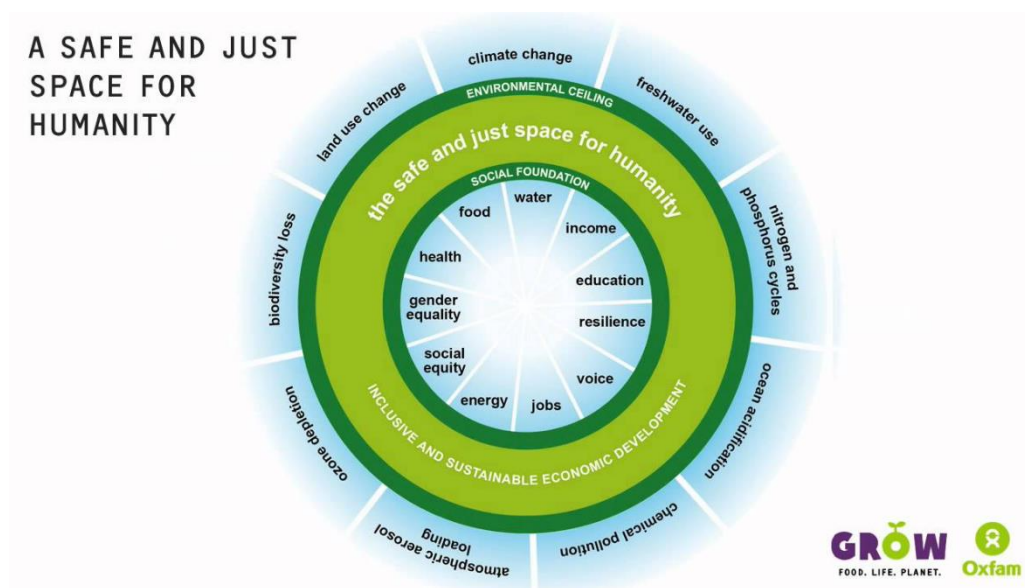 A SAFE AND JUST
SPACE FOR
HUMANITY
climate change
freshwater use
nitrogen and
phosphorus cycles
ocean acidification
chemical pollution
atmospheric aerosol
loading
ozone depletion
biodiversity loss
land use change
ENVIRONMENTAL CEILING
the safe and just space for humanity
SOCIAL FOUNDATION
water
income
education
resilience
voice
jobs
energy
social
equity
gender
equality
health
food
INCLUSIVE AND SUSTAINABLE ECONOMIC DEVELOPMENT
GROW
FOOD. LIFE. PLANET.
Oxfam